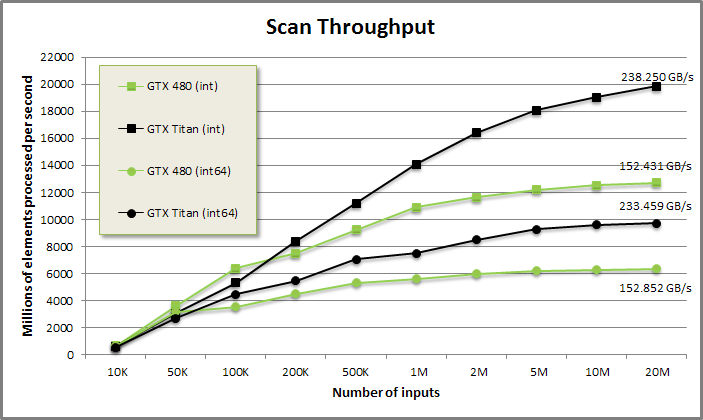 Scan Throughput
Millions of elements processed per second
22000
20000
18000
16000
14000
12000
10000
8000
6000
4000
2000
0
GTX 480 (int)
GTX Titan (int)
GTX 480 (int64)
GTX Titan (int64)
238.250 GB/s
152.431 GB/s
233.459 GB/s
152.852 GB/s
10K 50K 100K 200K 500K 1M 2M 5M 10M 20M
Number of inputs